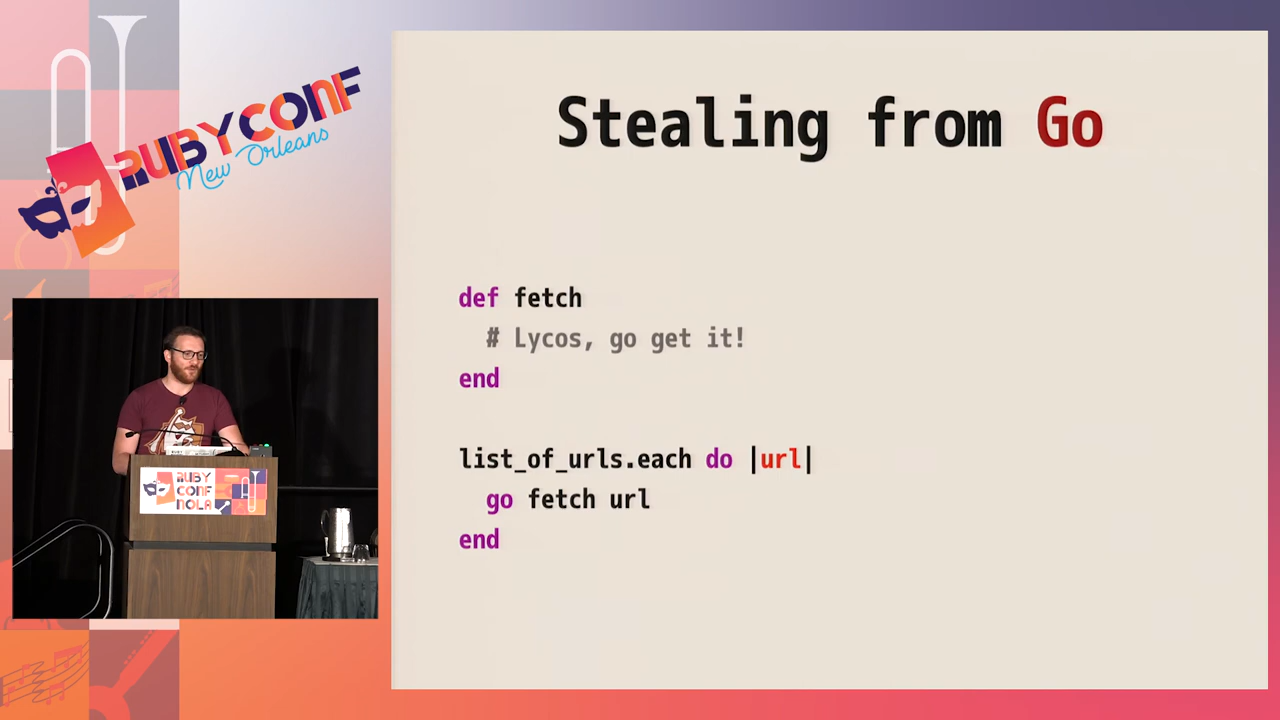 RUBYCONF
New Orleans
RUBY
CONF
NOLA
Stealing from Go
def fetch
  # Lycos, go get it!
end
list_of_urls.each do |url|
  go fetch url
end